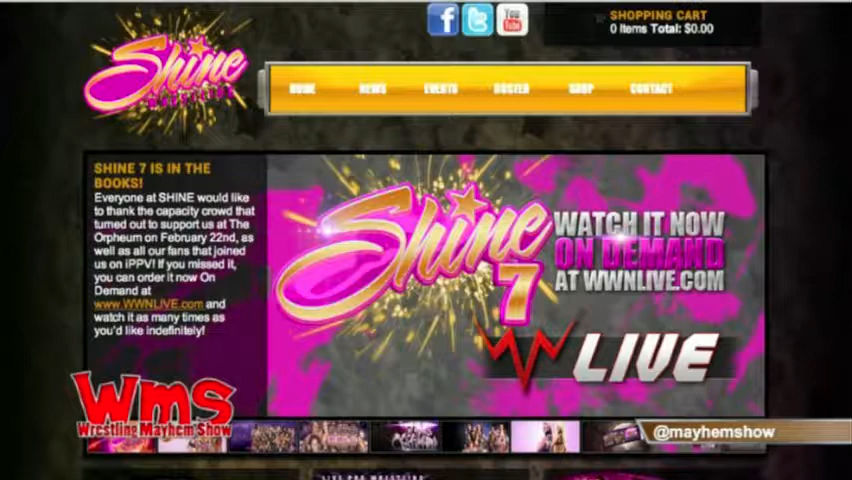 SHOPPING CART
0 Items Total: $0.00
Shine
WRESTLING
HOME NEWS EVENTS ROSTER SHOP CONTACT
SHINE 7 IS IN THE
BOOKS!
Everyone at SHINE would like
to thank the capacity crowd that
turned out to support us at The
Orpheum on February 22nd, as
well as all our fans that joined
us on iPPV! If you missed it,
you can order it now On
Demand at
www.WWNLIVE.com and
watch it as many times as
you'd like indefinitely!
Shine
7
WATCH IT NOW
ON DEMAND
AT WWNLIVE.COM
LIVE
Wms
Wrestling Mayhem Show
@mayhemshow
LIVE PRO WRESTLING
f
t
You
Tube